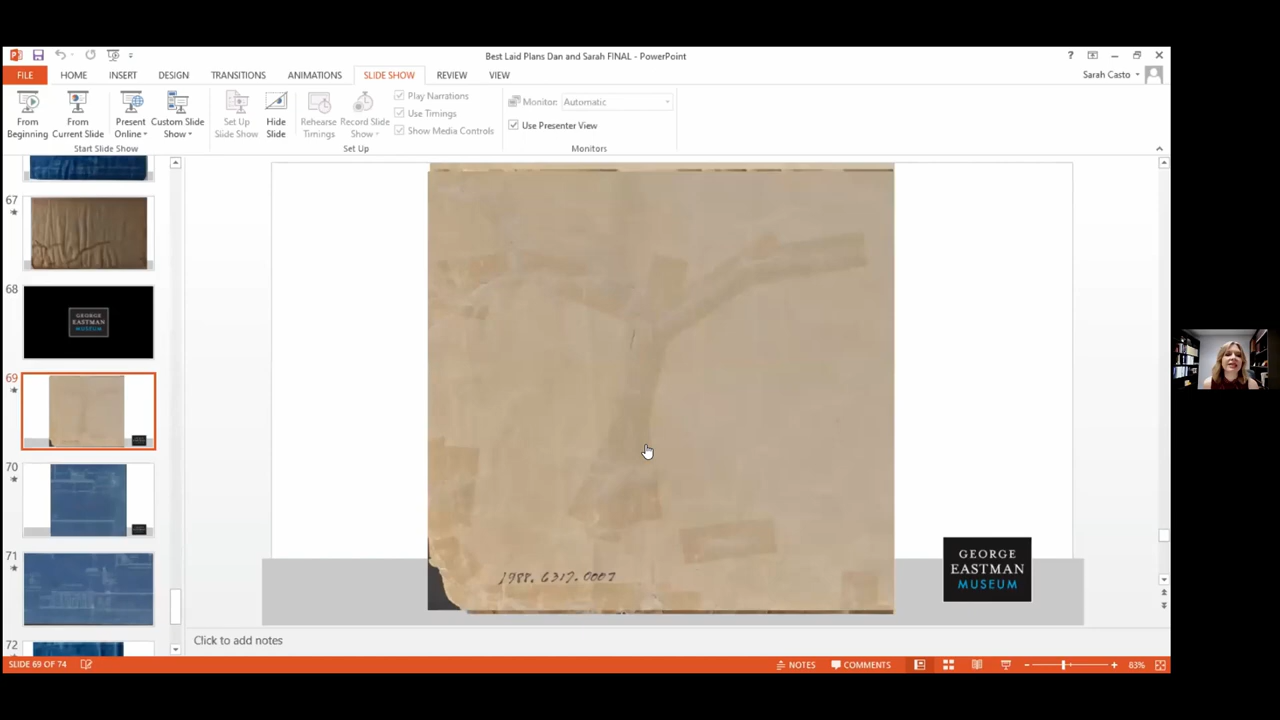 Best Laid Plans Dan and Sarah FINAL - PowerPoint
?
FILE
HOME
INSERT
DESIGN
TRANSITIONS
ANIMATIONS
SLIDE SHOW
REVIEW
VIEW
Sarah Casto
From
Beginning
From
Current Slide
Present
Online
Custom Slide
Show
Set Up
Slide Show
Hide
Slide
Rehearse
Timings
Record Slide
Show
Play Narrations
Use Timings
Show Media Controls
Monitor: Automatic
Use Presenter View
Start Slide Show
Set Up
Monitors
67
68
GEORGE
EASTMAN
MUSEUM
69
70
71
72
1988.6317.0007
GEORGE
EASTMAN
MUSEUM
Click to add notes
SLIDE 69 OF 74
NOTES
COMMENTS
83%